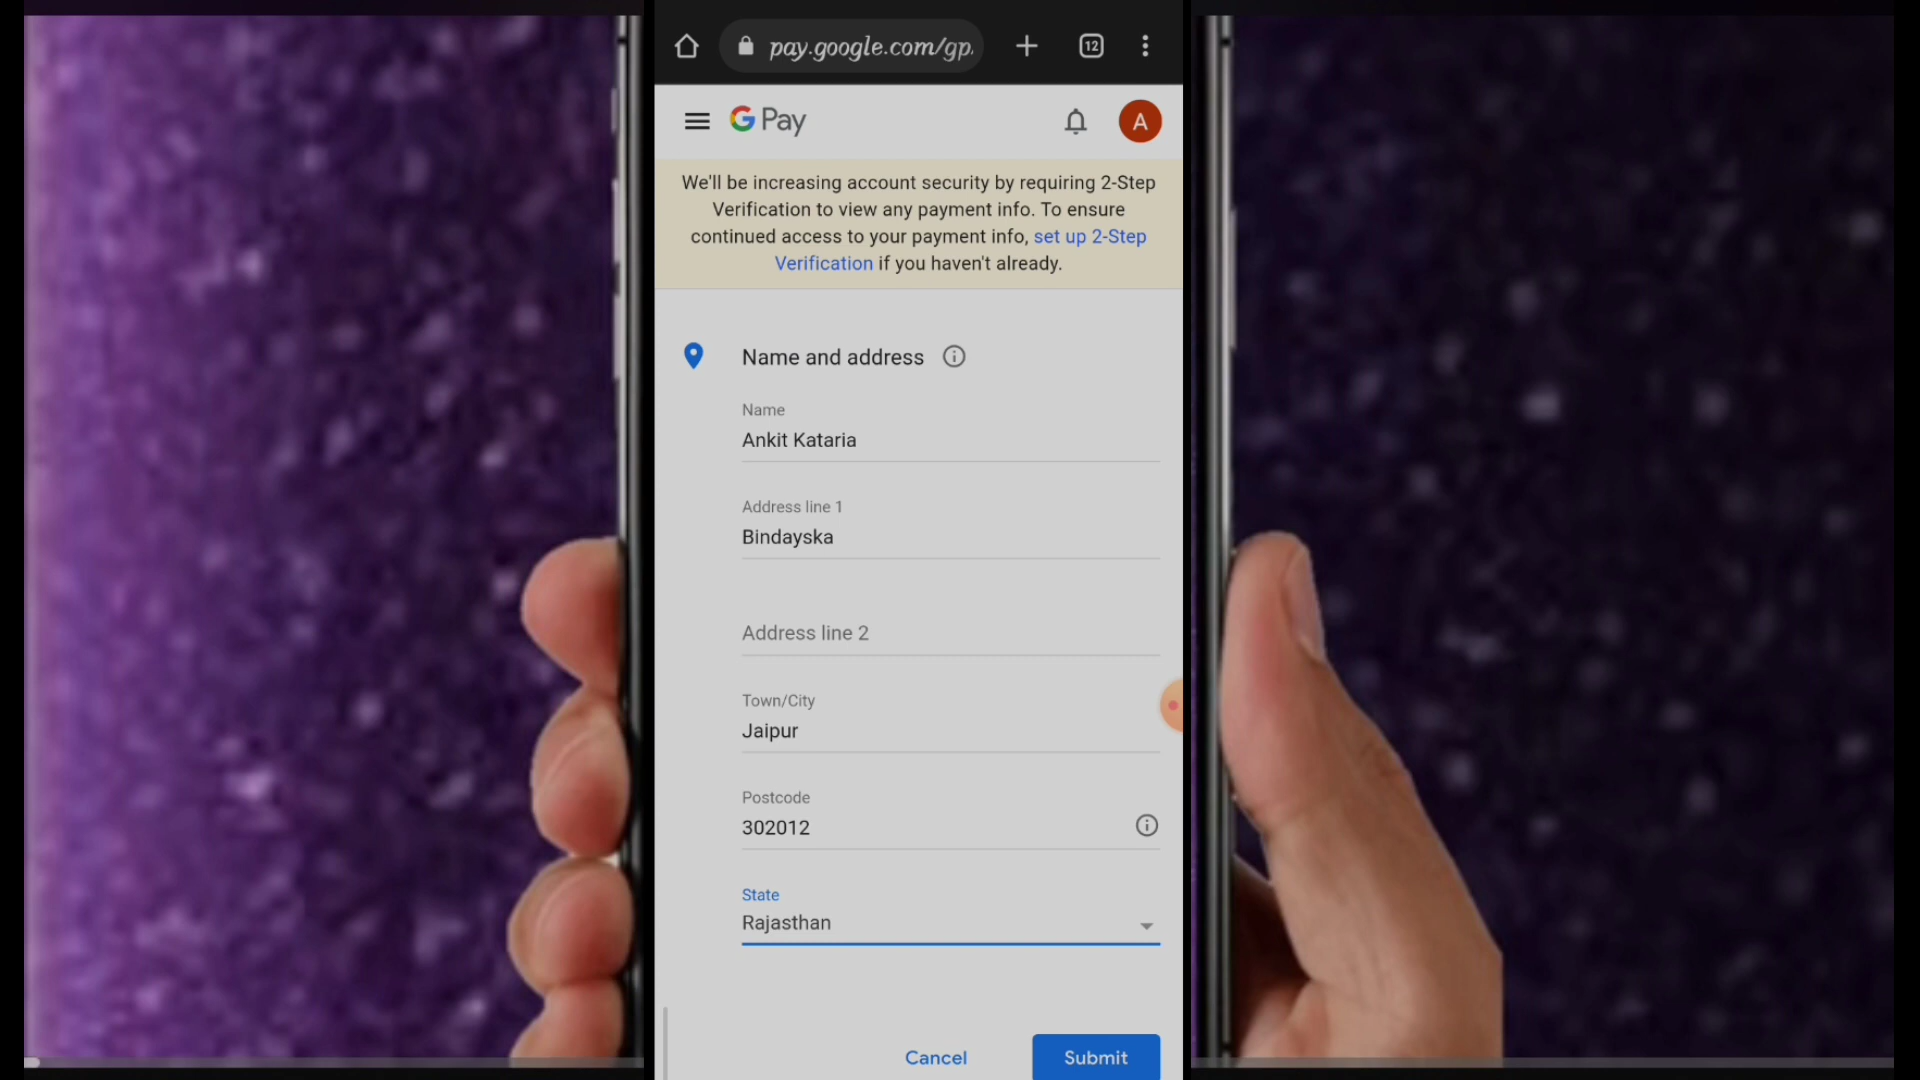 pay.google.com/gp
12
G Pay
A
We'll be increasing account security by requiring 2-Step
Verification to view any payment info. To ensure
continued access to your payment info, set up 2-Step
Verification if you haven't already.
Name and address
Name
Ankit Kataria
Address line 1
Bindayska
Address line 2
Town/City
Jaipur
Postcode
302012
State
Rajasthan
Cancel
Submit